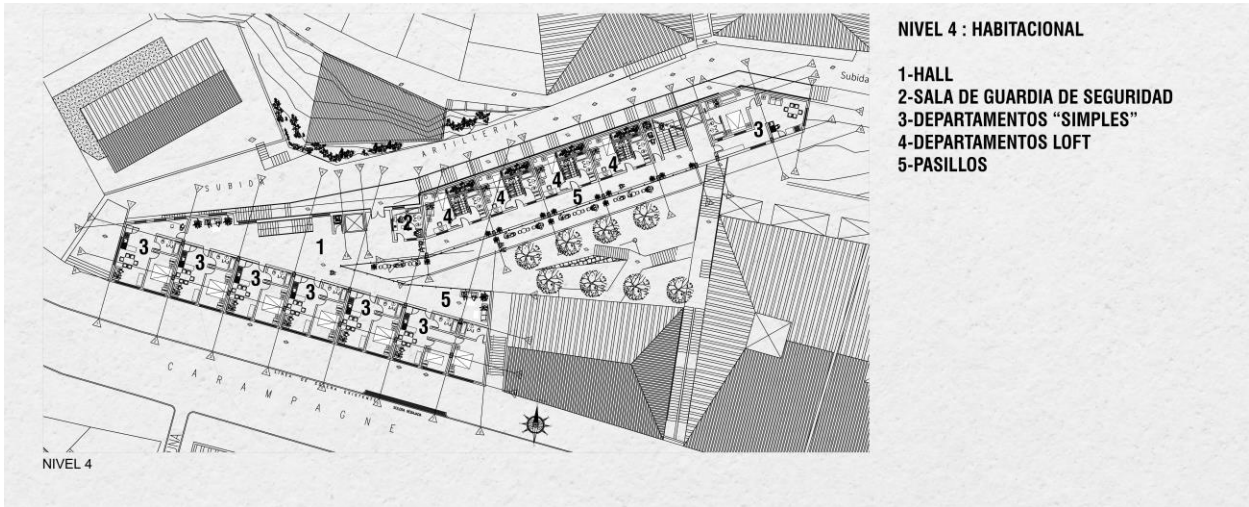 NIVEL 4 : HABITACIONAL
1-HALL
2-SALA DE GUARDIA DE SEGURIDAD
3-DEPARTAMENTOS “SIMPLES”
4-DEPARTAMENTOS LOFT
5-PASILLOS
Subida
SUBIDA ARTILLERIA
3
4
4
4
4
5
2
1
3
3
3
3
3
3
5
CARAMPAGNE
NIVEL 4